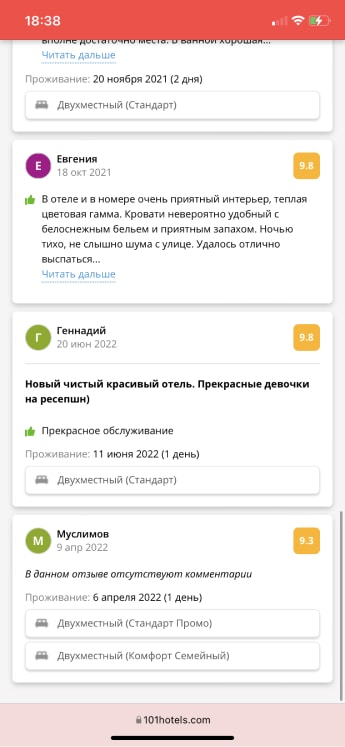 18:38
вполне достаточно места. В ванной хорошая...
Читать дальше
Проживание: 20 ноября 2021 (2 дня)
Двухместный (Стандарт)
Е
Евгения
18 окт 2021
9.8
В отеле и в номере очень приятный интерьер, теплая
цветовая гамма. Кровати невероятно удобный с
белоснежным бельем и приятным запахом. Ночью
тихо, не слышно шума с улице. Удалось отлично
выспаться...
Читать дальше
Г
Геннадий
20 июн 2022
9.8
Новый чистый красивый отель. Прекрасные девочки
на ресепшн)
Прекрасное обслуживание
Проживание: 11 июня 2022 (1 день)
Двухместный (Стандарт)
М
Муслимов
9 апр 2022
9.3
В данном отзыве отсутствуют комментарии
Проживание: 6 апреля 2022 (1 день)
Двухместный (Стандарт Промо)
Двухместный (Комфорт Семейный)
101hotels.com